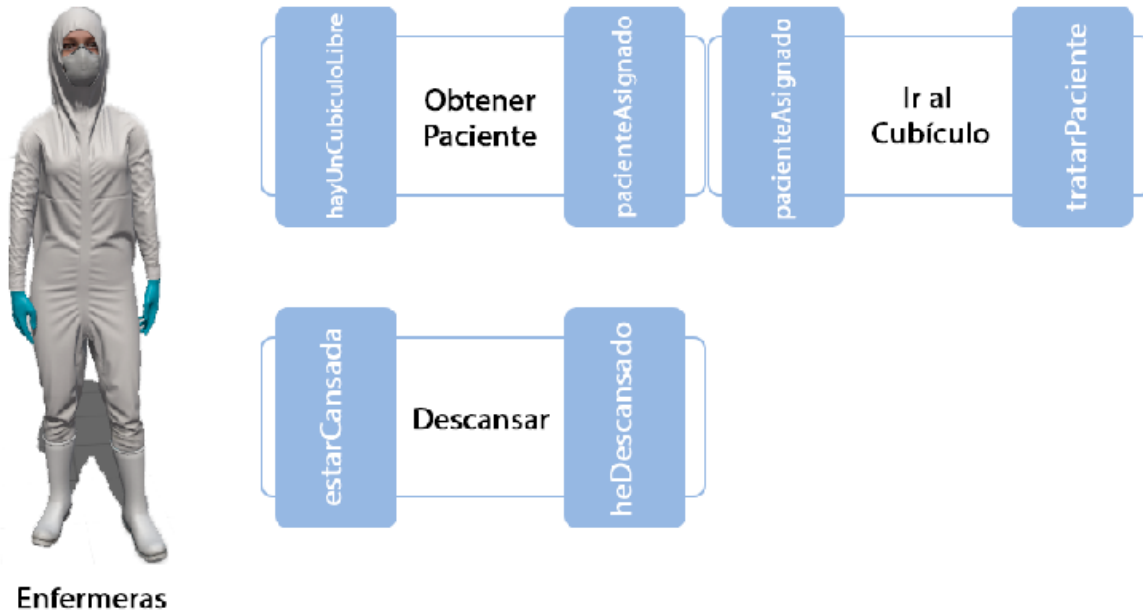 hayUnCubiculoLibre
Obtener
Paciente
pacienteAsignado
pacienteAsignado
Ir al
Cubículo
tratarPaciente
estarCansada
Descansar
heDescansado
Enfermeras